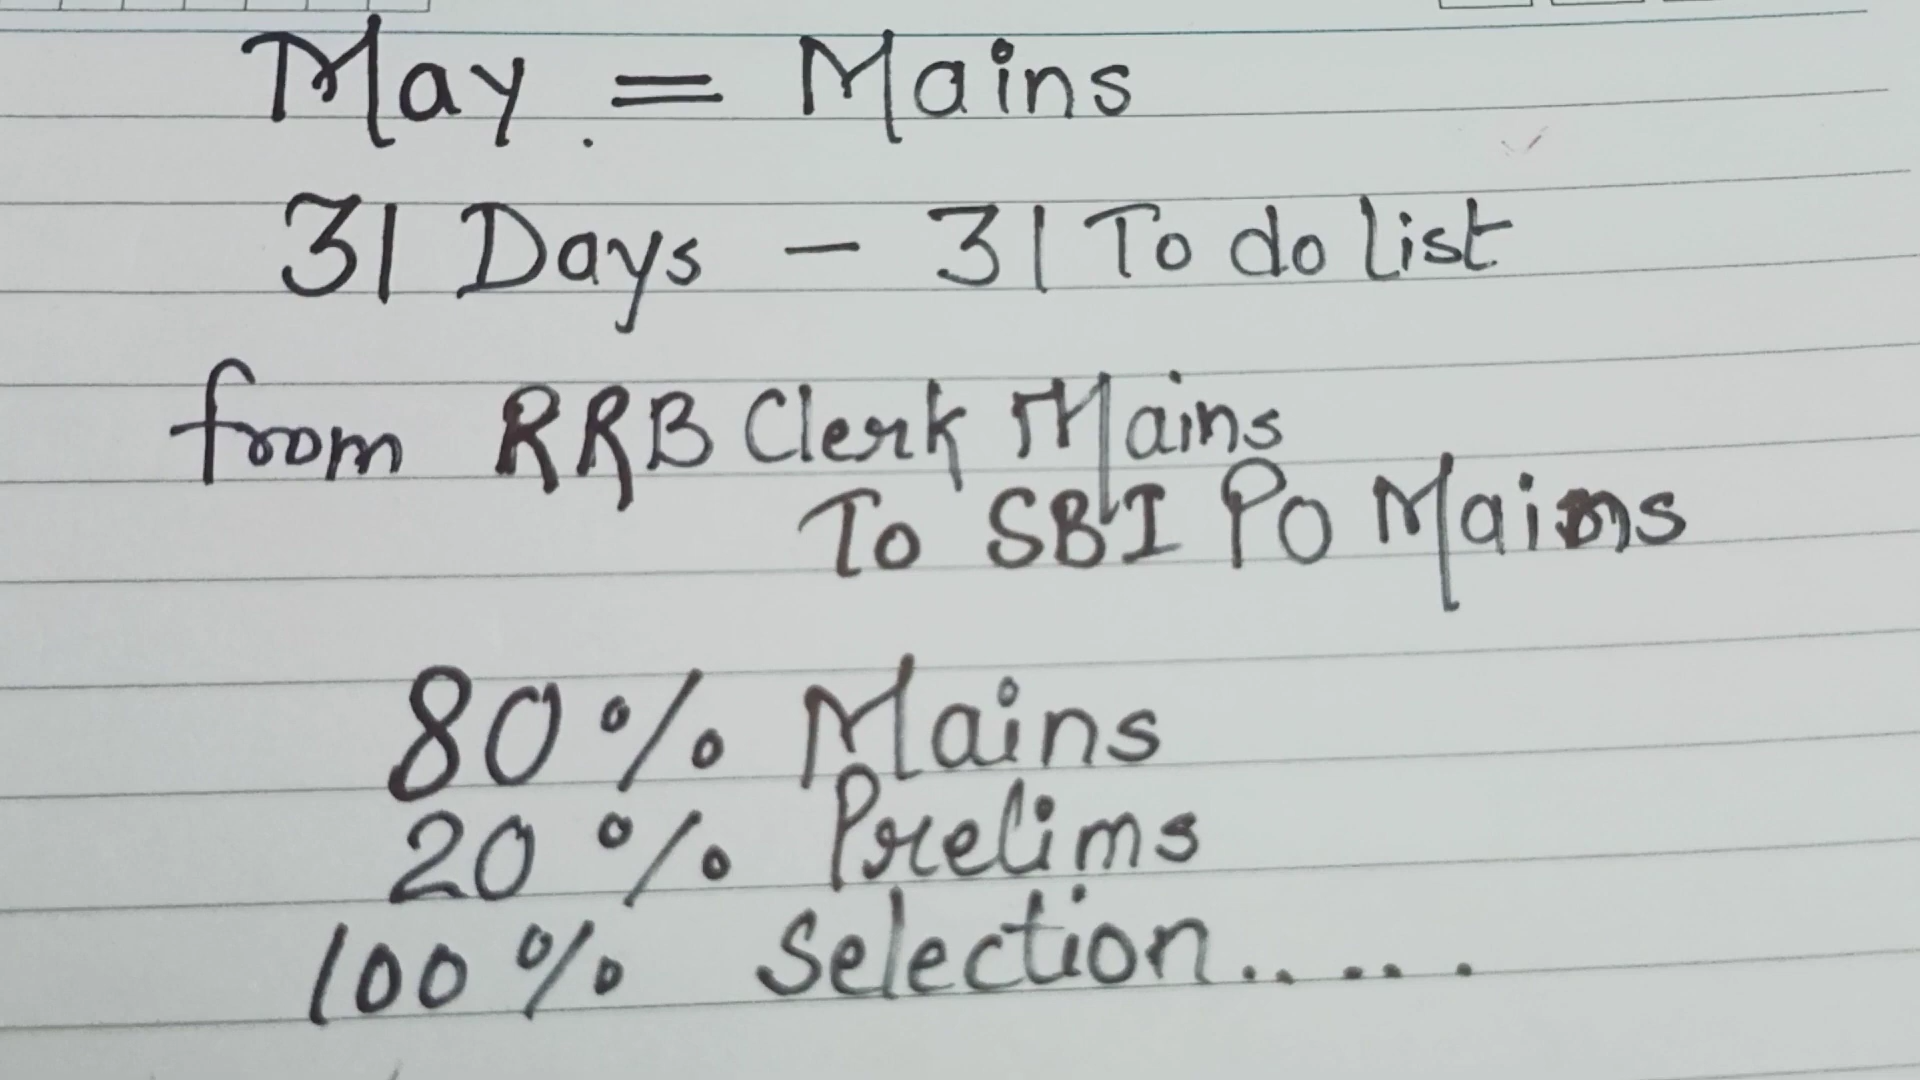 May = Mains
31 Days - 31 To do list
from RRB Clerk Mains
To SBI PO Mains
80% Mains
20% Prelims
100% Selection......